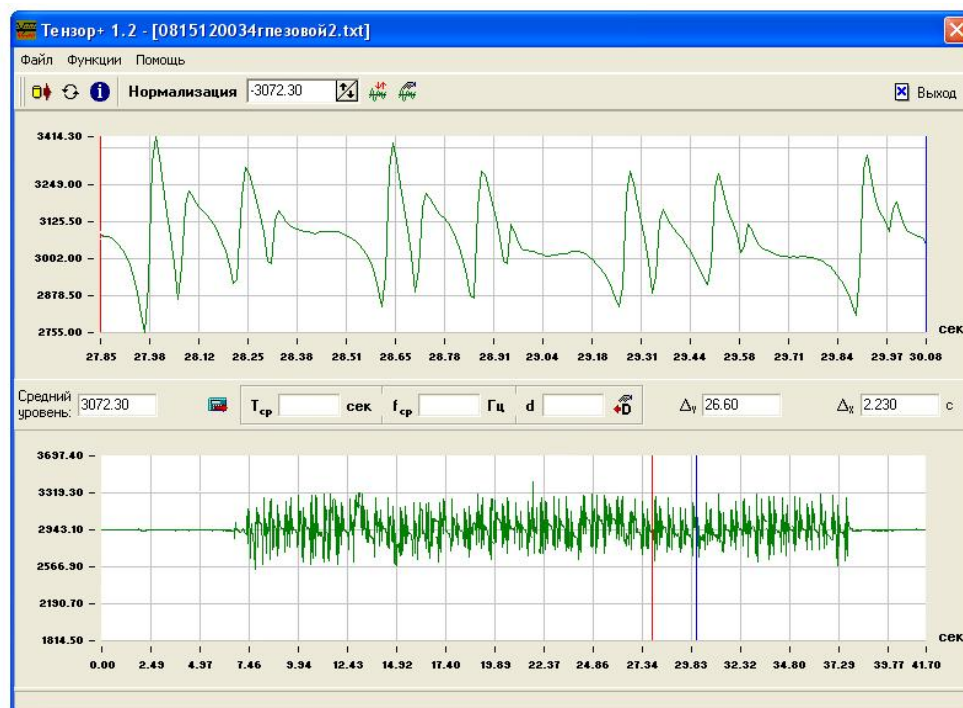 Тензор+ 1.2 - [0815120034гпезовой2.txt]
Файл Функции Помощь
Нормализация -3072.30 Выход
3414.30
3249.00
3125.50
3002.00
2878.50
2755.00
сек
27.85 27.98 28.12 28.25 28.38 28.51 28.65 28.78 28.91 29.04 29.18 29.31 29.44 29.58 29.71 29.84 29.97 30.08
Средний уровень: 3072.30 Tср сек fср Гц d D Δy 26.60 Δx 2.230 с
3697.40
3319.30
2943.10
2566.90
2190.70
1814.50
сек
0.00 2.49 4.97 7.46 9.94 12.43 14.92 17.40 19.89 22.37 24.86 27.34 29.83 32.32 34.80 37.29 39.77 41.70